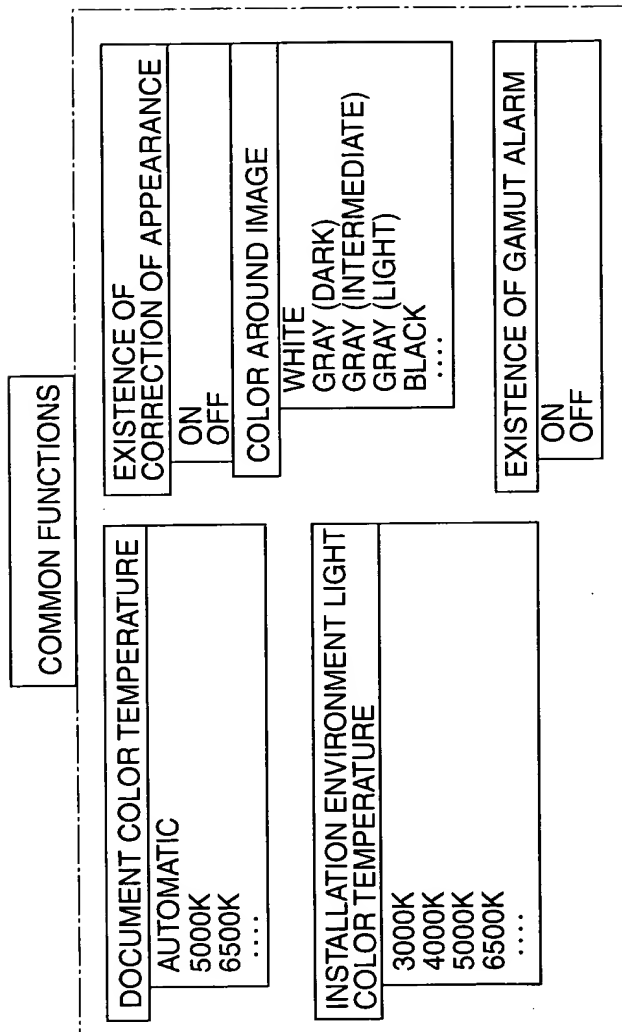 COMMON FUNCTIONS
DOCUMENT COLOR TEMPERATURE
AUTOMATIC
5000K
6500K
....
INSTALLATION ENVIRONMENT LIGHT
COLOR TEMPERATURE
3000K
4000K
5000K
6500K
....
EXISTENCE OF
CORRECTION OF APPEARANCE
ON
OFF
COLOR AROUND IMAGE
WHITE
GRAY (DARK)
GRAY (INTERMEDIATE)
GRAY (LIGHT)
BLACK
....
EXISTENCE OF GAMUT ALARM
ON
OFF